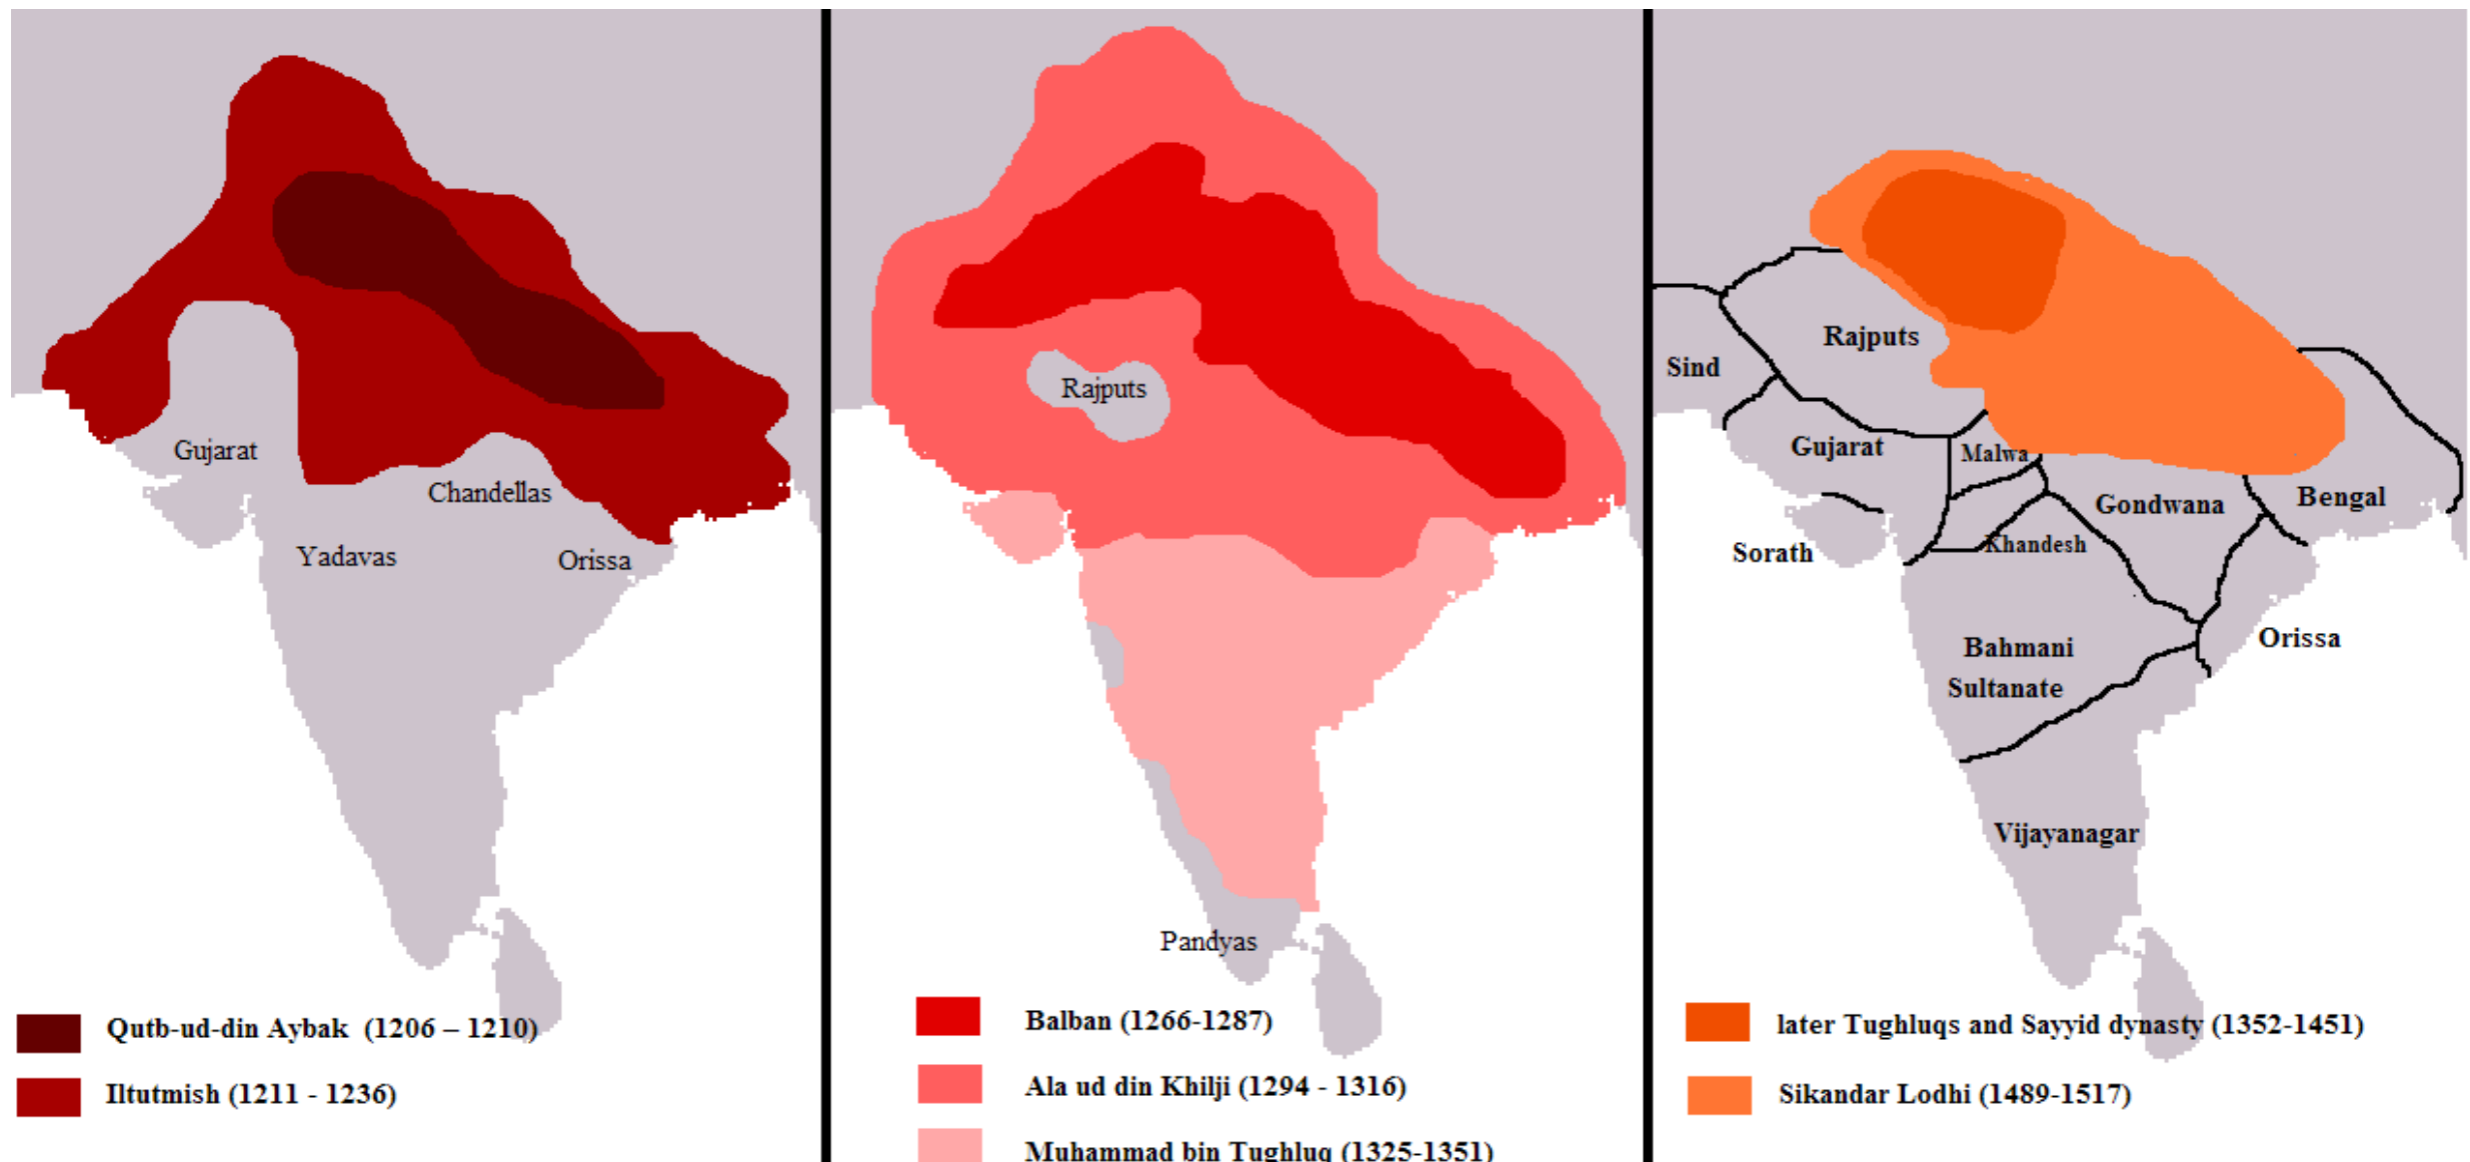 Gujarat
Chandellas
Yadavas
Orissa
Qutb-ud-din Aybak (1206 – 1210)
Iltutmish (1211 - 1236)
Rajputs
Pandyas
Balban (1266-1287)
Ala ud din Khilji (1294 - 1316)
Muhammad bin Tughluq (1325-1351)
Rajputs
Sind
Gujarat
Malwa
Gondwana
Bengal
Khandesh
Sorath
Orissa
Bahmani
Sultanate
Vijayanagar
later Tughluqs and Sayyid dynasty (1352-1451)
Sikandar Lodhi (1489-1517)